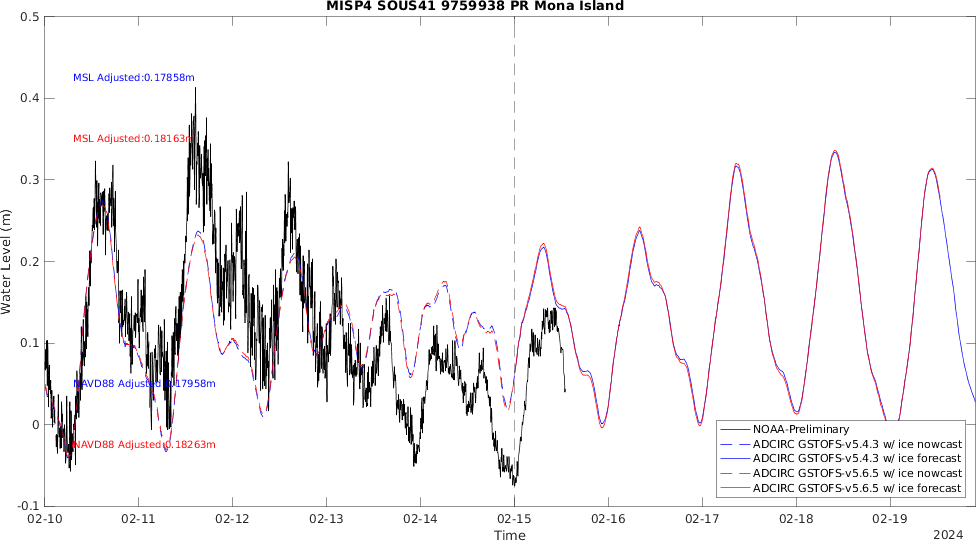 MISP4 SOUS41 9759938 PR Mona Island
0.5
0.4
0.3
0.2
0.1
0
-0.1
Water Level (m)
MSL Adjusted:0.17858m
MSL Adjusted:0.18163m
NAVD88 Adjusted:0.17958m
NAVD88 Adjusted:0.18263m
NOAA-Preliminary
ADCIRC GSTOFS-v5.4.3 w/ ice nowcast
ADCIRC GSTOFS-v5.4.3 w/ ice forecast
ADCIRC GSTOFS-v5.6.5 w/ ice nowcast
ADCIRC GSTOFS-v5.6.5 w/ ice forecast
02-10 02-11 02-12 02-13 02-14 02-15 02-16 02-17 02-18 02-19
Time
2024